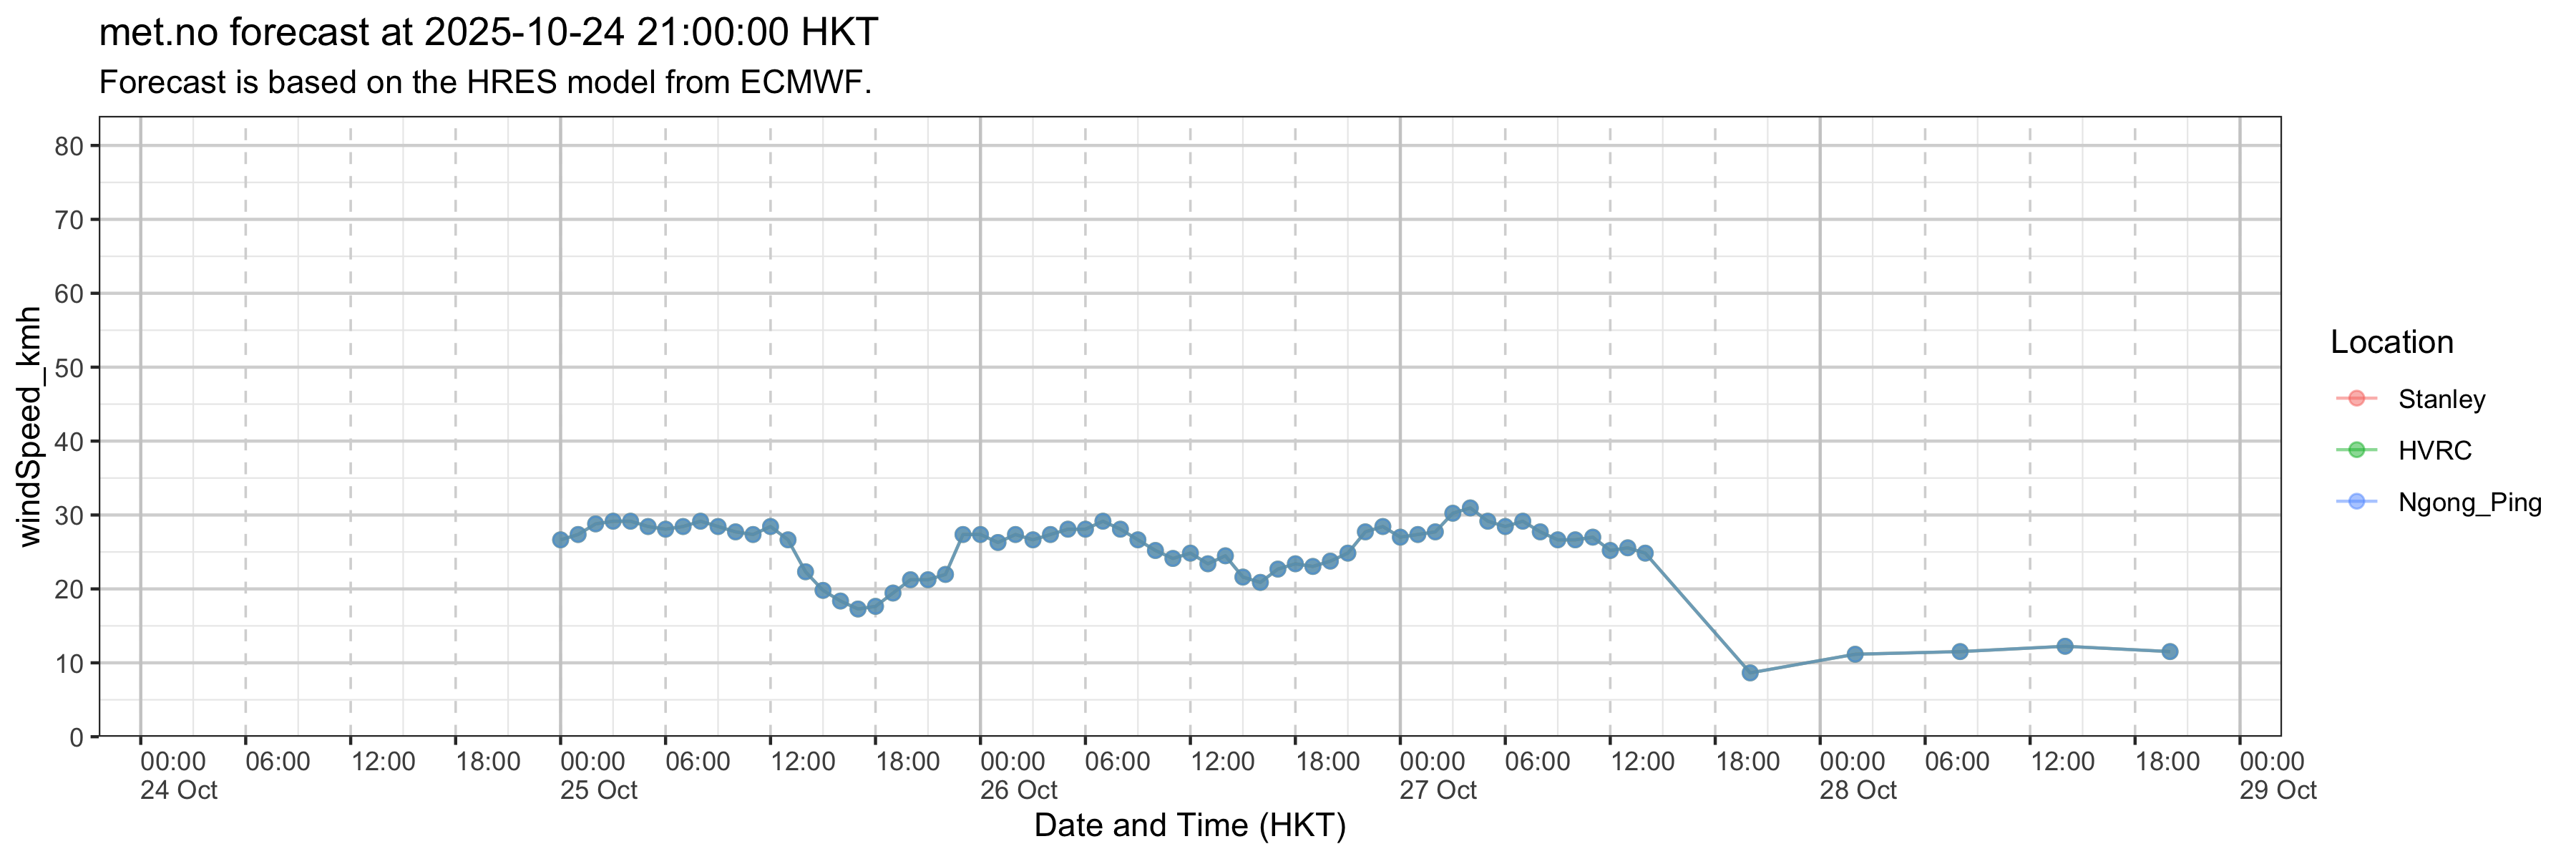 met.no forecast at 2025-10-24 21:00:00 HKT
Forecast is based on the HRES model from ECMWF.
windSpeed_kmh
80
70
60
50
40
30
20
10
0
00:00 06:00 12:00 18:00 00:00 06:00 12:00 18:00 00:00 06:00 12:00 18:00 00:00 06:00 12:00 18:00 00:00 06:00 12:00 18:00 00:00
24 Oct 25 Oct 26 Oct 27 Oct 28 Oct 29 Oct
Date and Time (HKT)
Location
Stanley
HVRC
Ngong_Ping